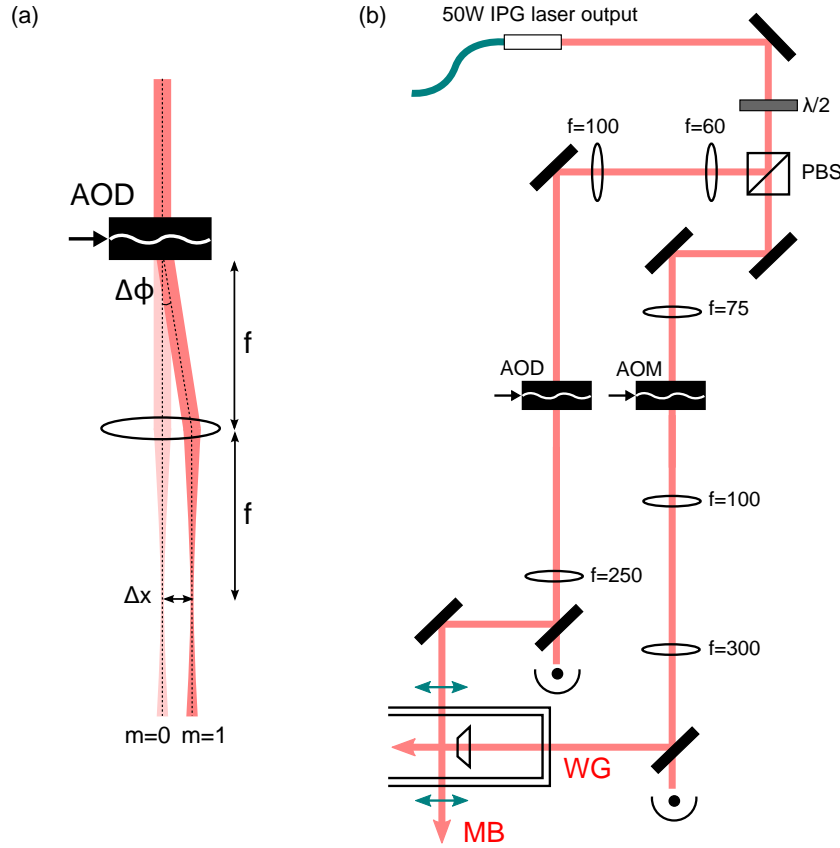 (a)
AOD
Δϕ
f
f
Δx
m=0 m=1
(b)
50W IPG laser output
λ/2
f=100
f=60
PBS
f=75
AOD
AOM
f=100
f=250
f=300
WG
MB